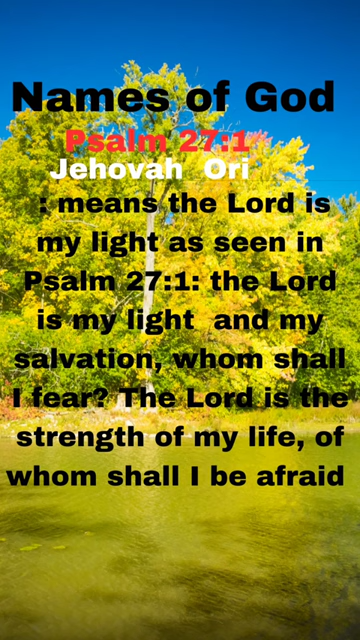 Names of God
Psalm 27:1
Jehovah Ori
: means the Lord is
my light as seen in
Psalm 27:1: the Lord
is my light and my
salvation, whom shall
I fear? The Lord is the
strength of my life, of
whom shall I be afraid